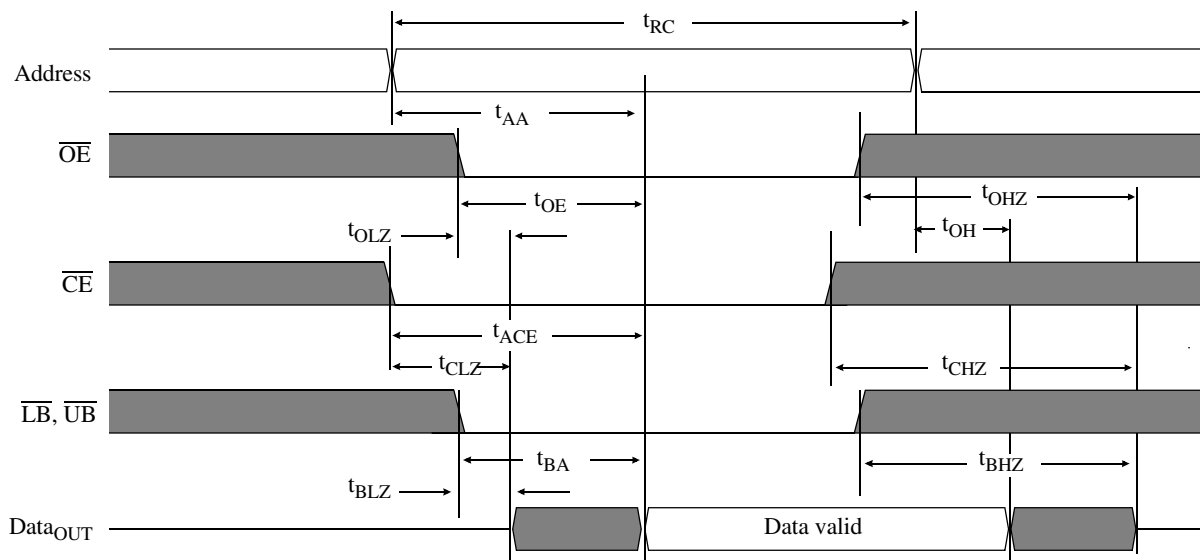 tRC
Address
tAA
OE
tOE
tOHZ
tOLZ
tOH
CE
tACE
tCLZ
tCHZ
LB, UB
tBA
tBHZ
tBLZ
DataOUT
Data valid